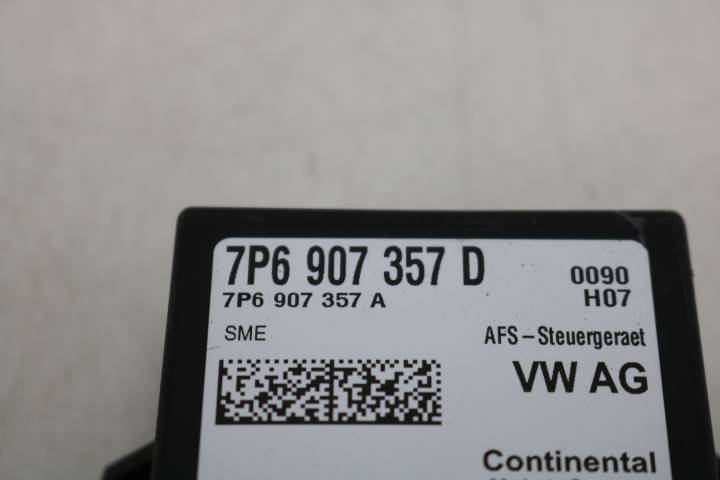 7P6 907 357 D
0090
7P6 907 357 A
H07
SME
AFS-Steuergeraet
VW AG
Continental